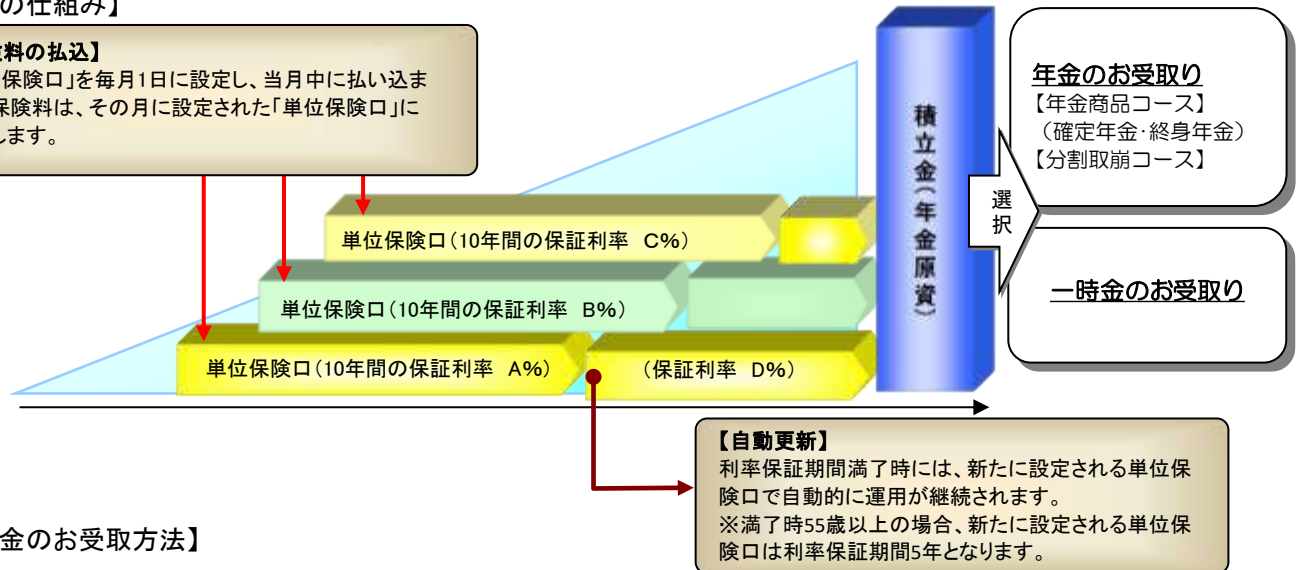 の仕組み】
料の払込】
保険口」を毎月1日に設定し、当月中に払い込ま
保険料は、その月に設定された「単位保険口」に
します。
単位保険口（10年間の保証利率 C%）
単位保険口（10年間の保証利率 B%）
単位保険口（10年間の保証利率 A%）
（保証利率 D%）
積立金（年金原資）
選択
年金のお受取り
【年金商品コース】
（確定年金・終身年金）
【分割取崩コース】
一時金のお受取り
【自動更新】
利率保証期間満了時には、新たに設定される単位保
険口で自動的に運用が継続されます。
※満了時55歳以上の場合、新たに設定される単位保
険口は利率保証期間5年となります。
金のお受取方法】